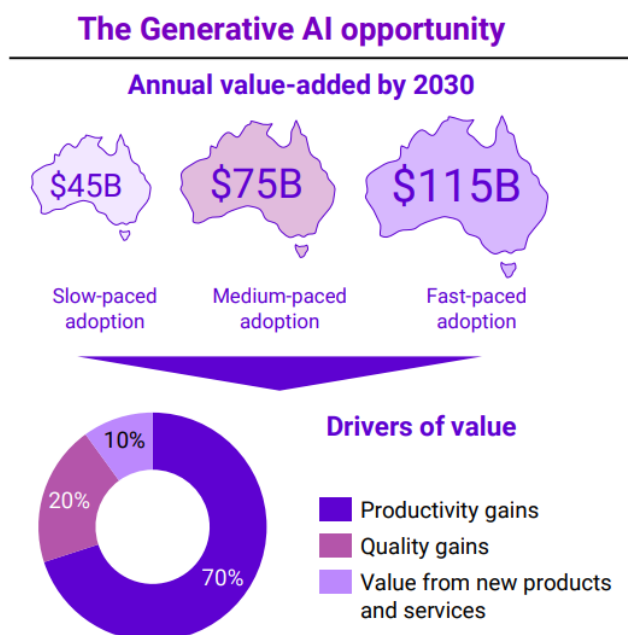 The Generative AI opportunity
Annual value-added by 2030
$45B
$75B
$115B
Slow-paced
adoption
Medium-paced
adoption
Fast-paced
adoption
Drivers of value
10%
20%
70%
Productivity gains
Quality gains
Value from new products
and services